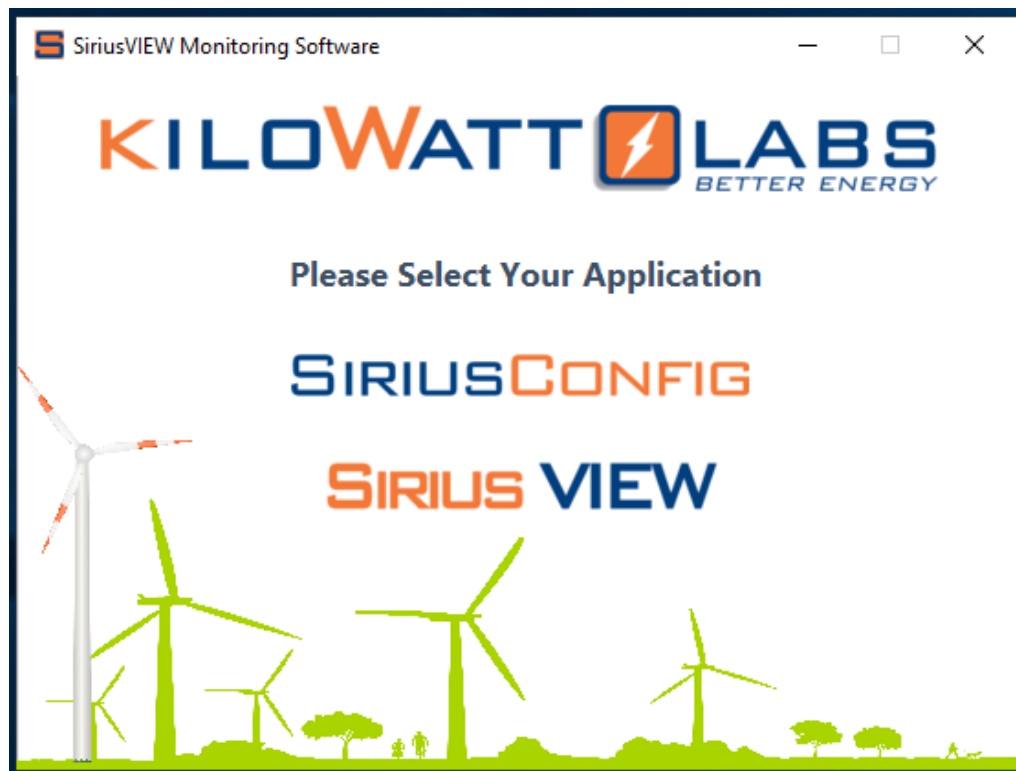 SiriusVIEW Monitoring Software
KILOWATT LABS
BETTER ENERGY
Please Select Your Application
SIRIUSCONFIG
SIRIUS VIEW